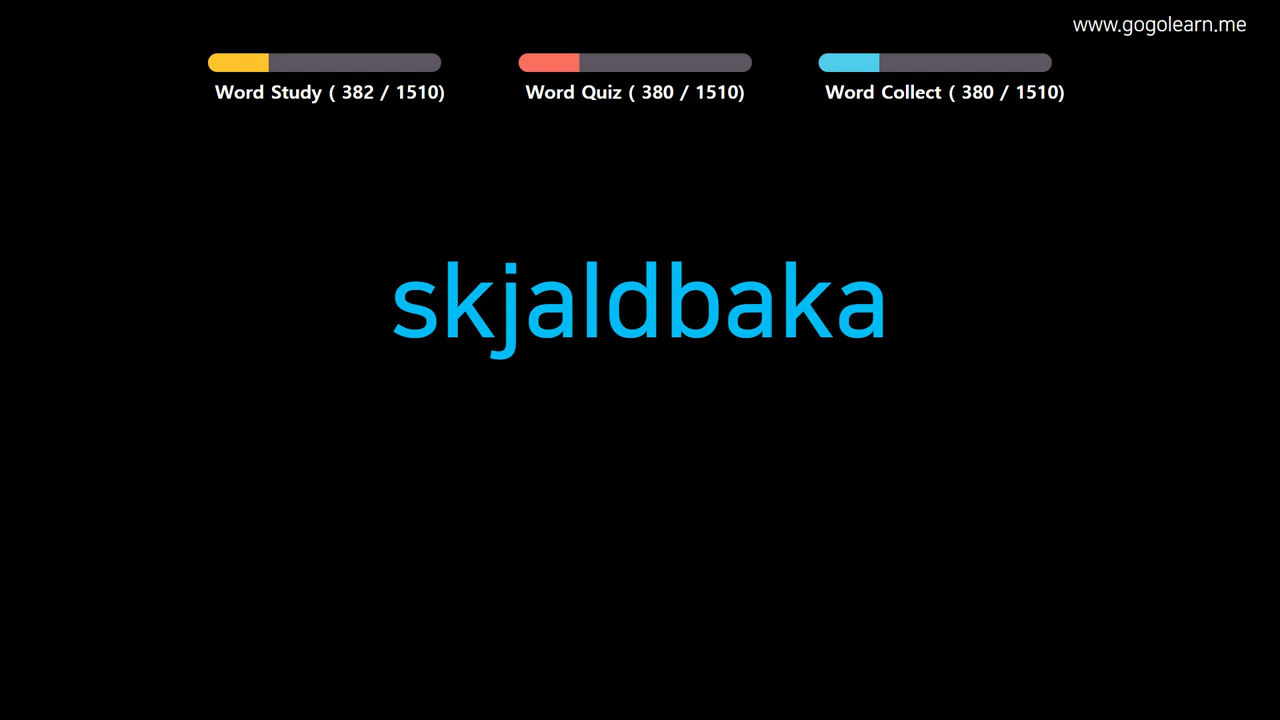 www.gogolearn.me
Word Study ( 382 / 1510)
Word Quiz ( 380 / 1510)
Word Collect ( 380 / 1510)
skjaldbaka